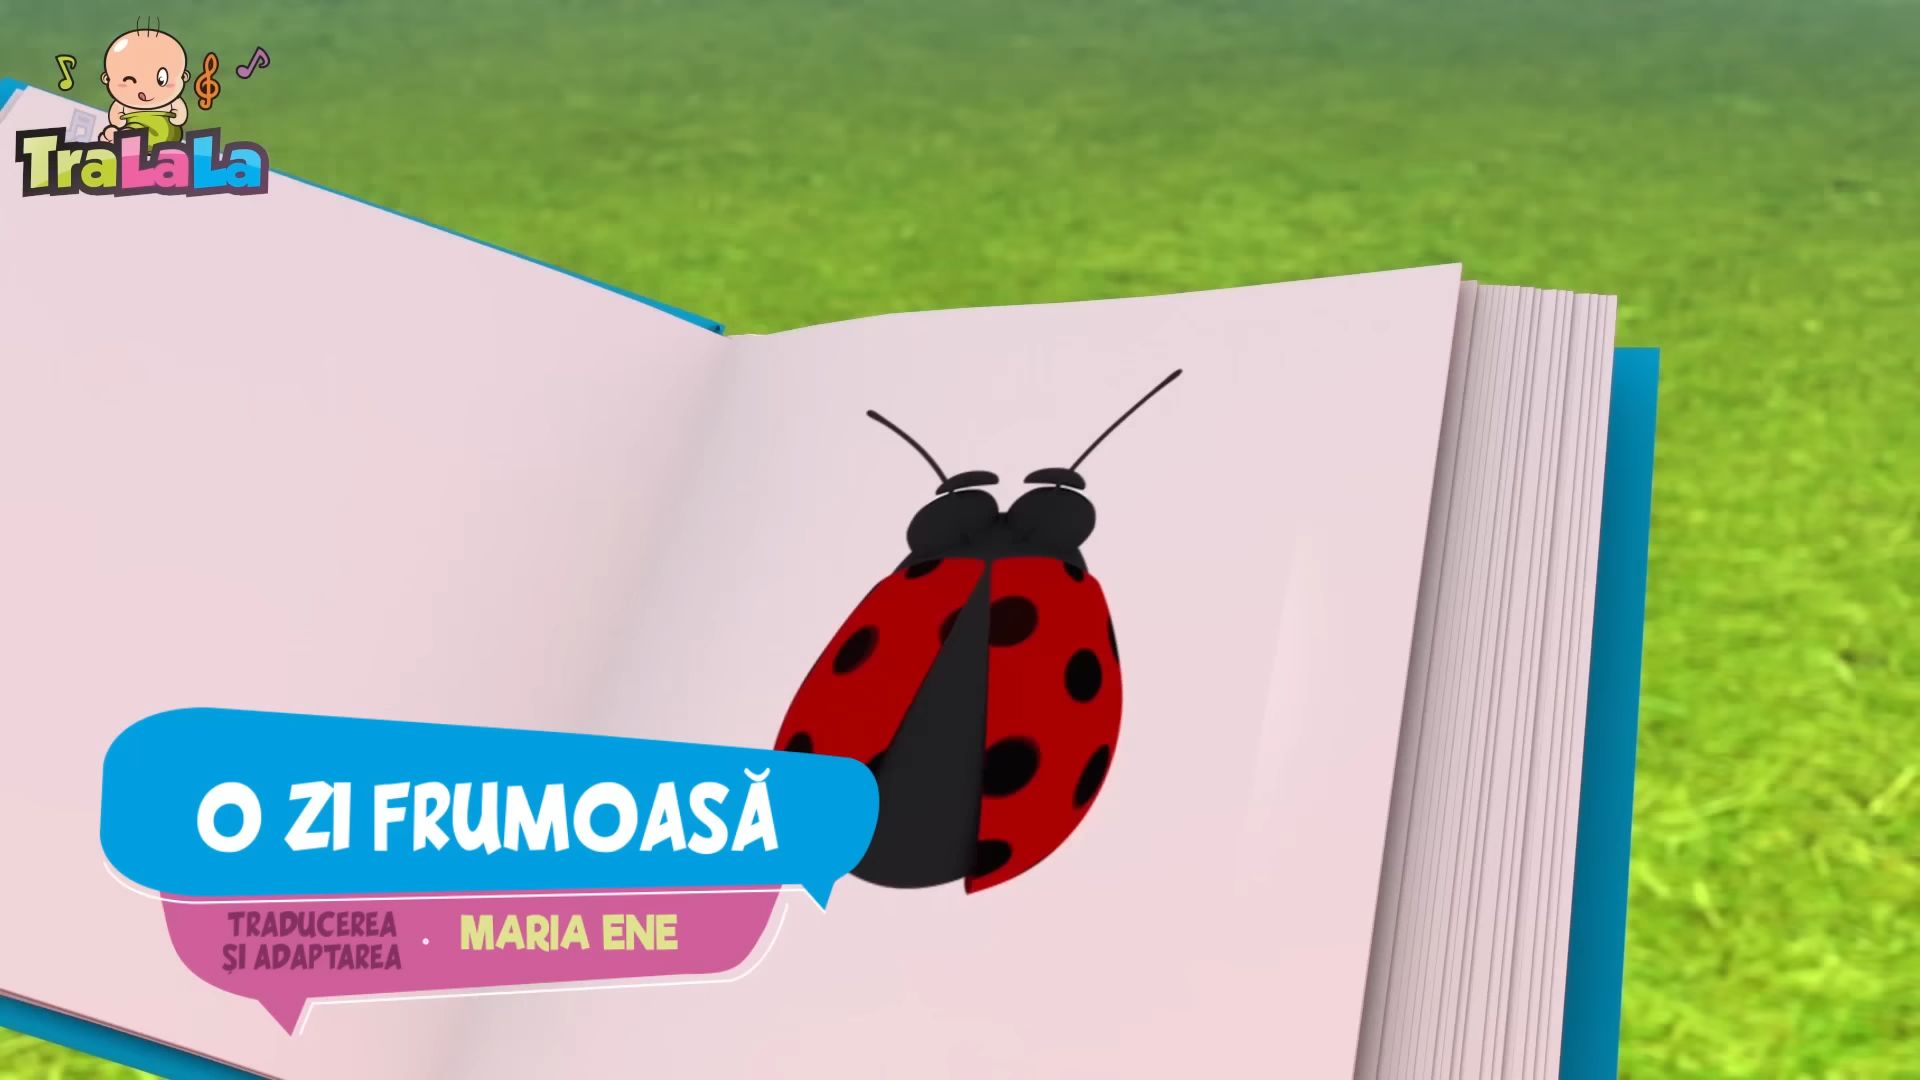 TraLaLa
O ZI FRUMOASĂ
TRADUCEREA
ȘI ADAPTAREA
· MARIA ENE